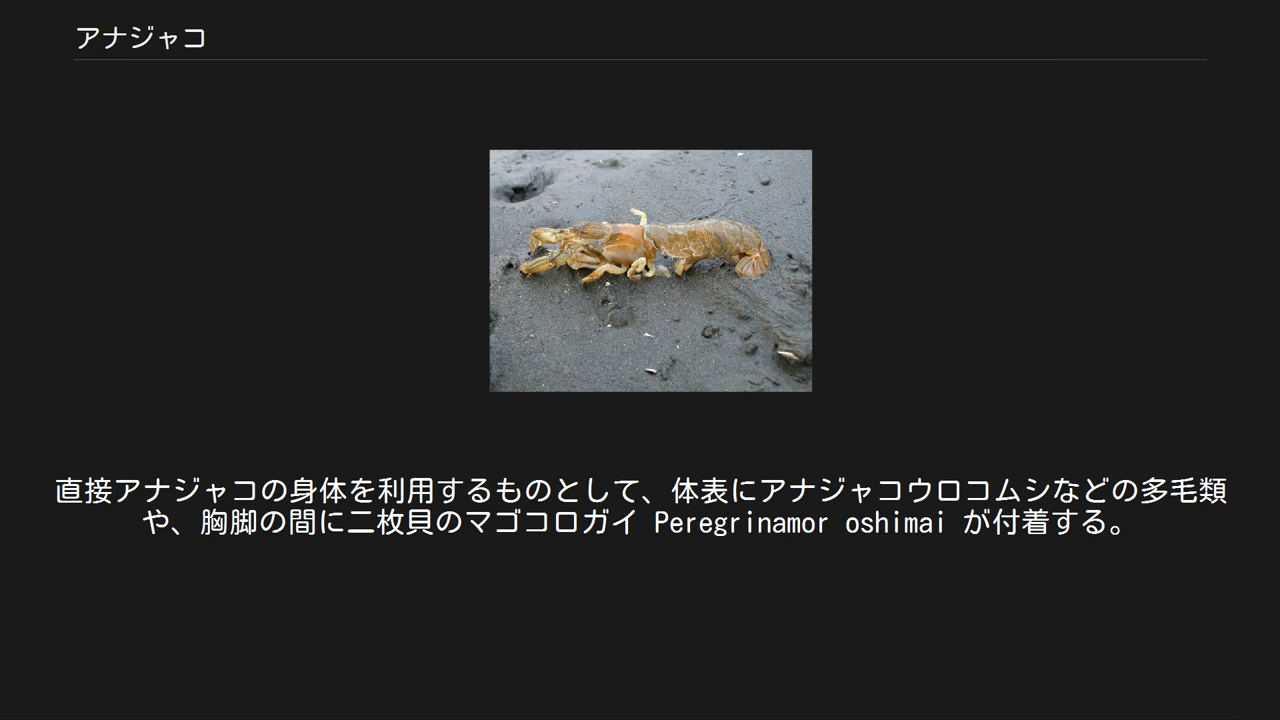 アナジャコ
直接アナジャコの身体を利用するものとして、体表にアナジャコウロコムシなどの多毛類
や、胸脚の間に二枚貝のマゴコロガイ Peregrinamor oshimai が付着する。